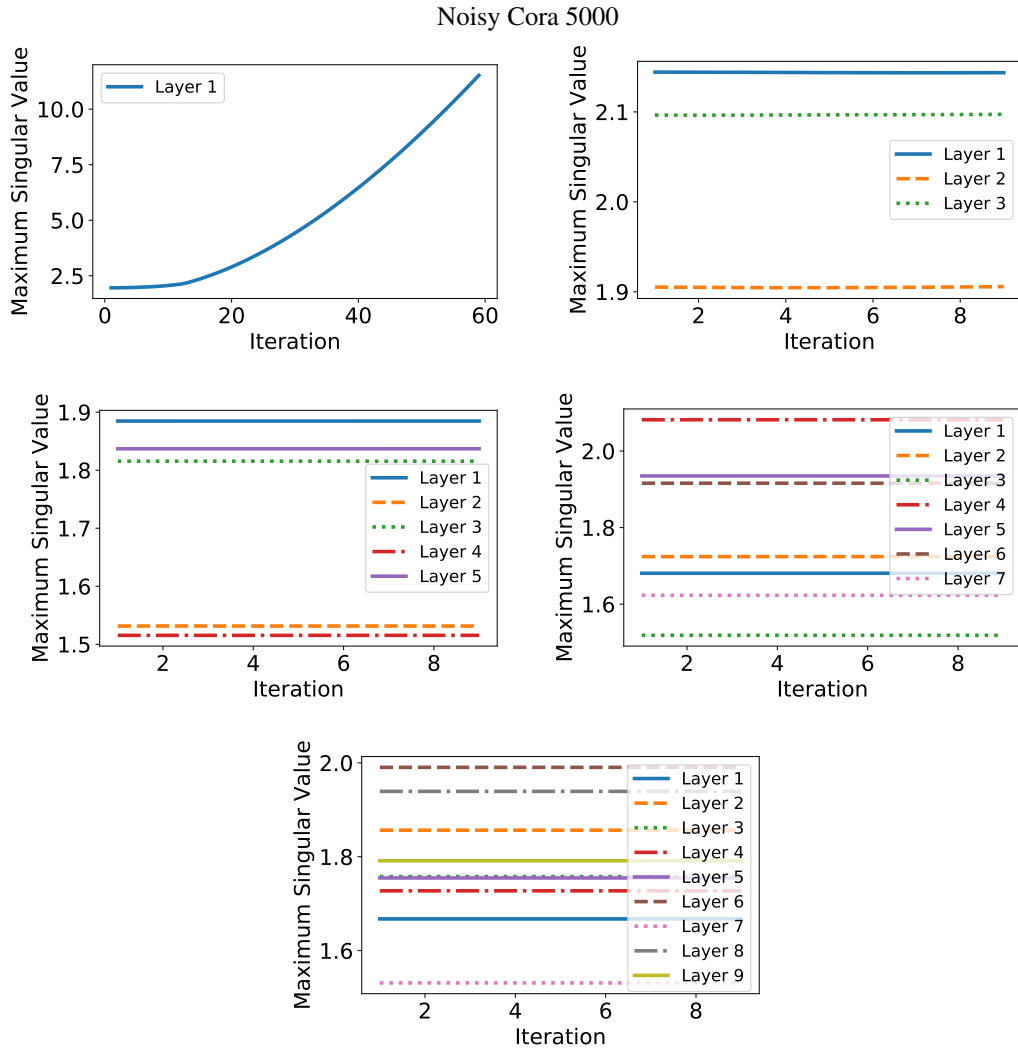 Noisy Cora 5000
Maximum Singular Value
10.0
7.5
5.0
2.5
Layer 1
0 20 40 60
Iteration
Maximum Singular Value
2.1
2.0
1.9
Layer 1
Layer 2
Layer 3
2 4 6 8
Iteration
Maximum Singular Value
1.9
1.8
1.7
1.6
1.5
Layer 1
Layer 2
Layer 3
Layer 4
Layer 5
2 4 6 8
Iteration
Maximum Singular Value
2.0
1.8
1.6
Layer 1
Layer 2
Layer 3
Layer 4
Layer 5
Layer 6
Layer 7
2 4 6 8
Iteration
Maximum Singular Value
2.0
1.8
1.6
Layer 1
Layer 2
Layer 3
Layer 4
Layer 5
Layer 6
Layer 7
Layer 8
Layer 9
2 4 6 8
Iteration